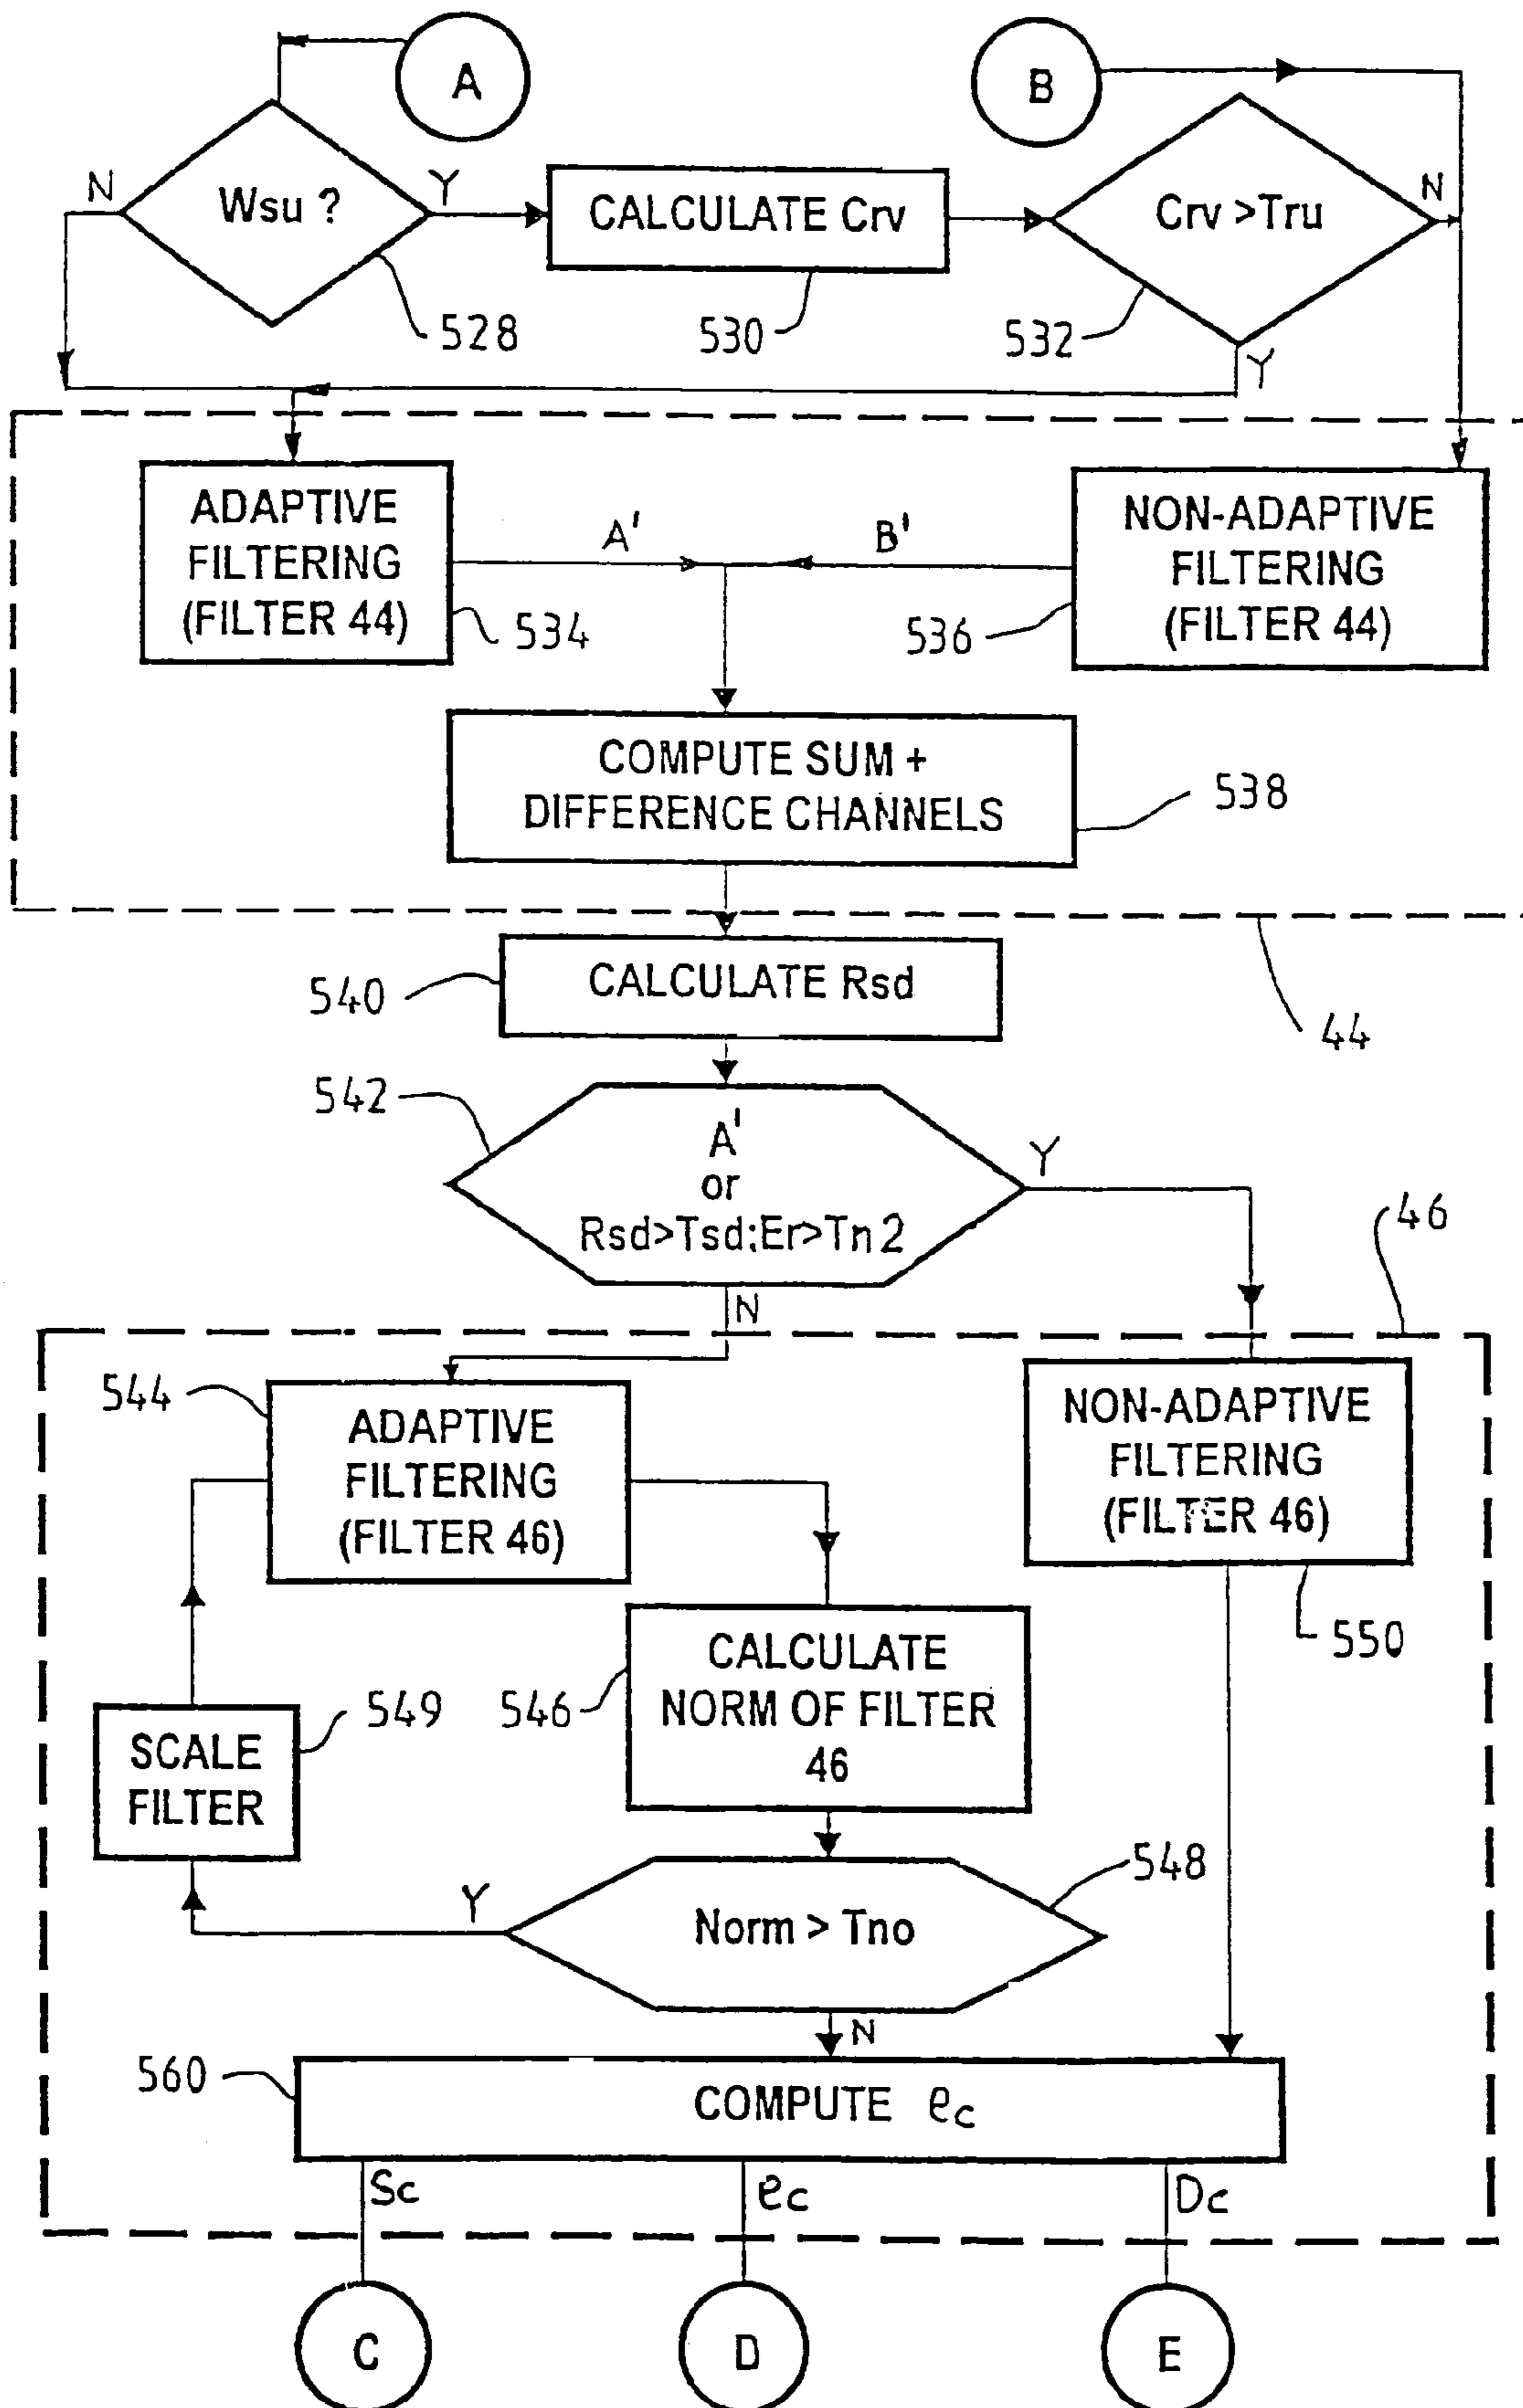 A
B
N
Wsu ?
Y
CALCULATE Crv
Crv >Tru
N
528
530
532
Y
ADAPTIVE
FILTERING
(FILTER 44)
A'
B'
NON-ADAPTIVE
FILTERING
(FILTER 44)
534
536
COMPUTE SUM +
DIFFERENCE CHANNELS
538
540
CALCULATE Rsd
44
542
A'
or
Rsd>Tsd;Er>Tn2
Y
46
N
544
ADAPTIVE
FILTERING
(FILTER 46)
NON-ADAPTIVE
FILTERING
(FILTER 46)
550
549
546
CALCULATE
NORM OF FILTER
46
SCALE
FILTER
548
Y
Norm > Tno
N
560
COMPUTE ec
Sc
ec
Dc
C
D
E